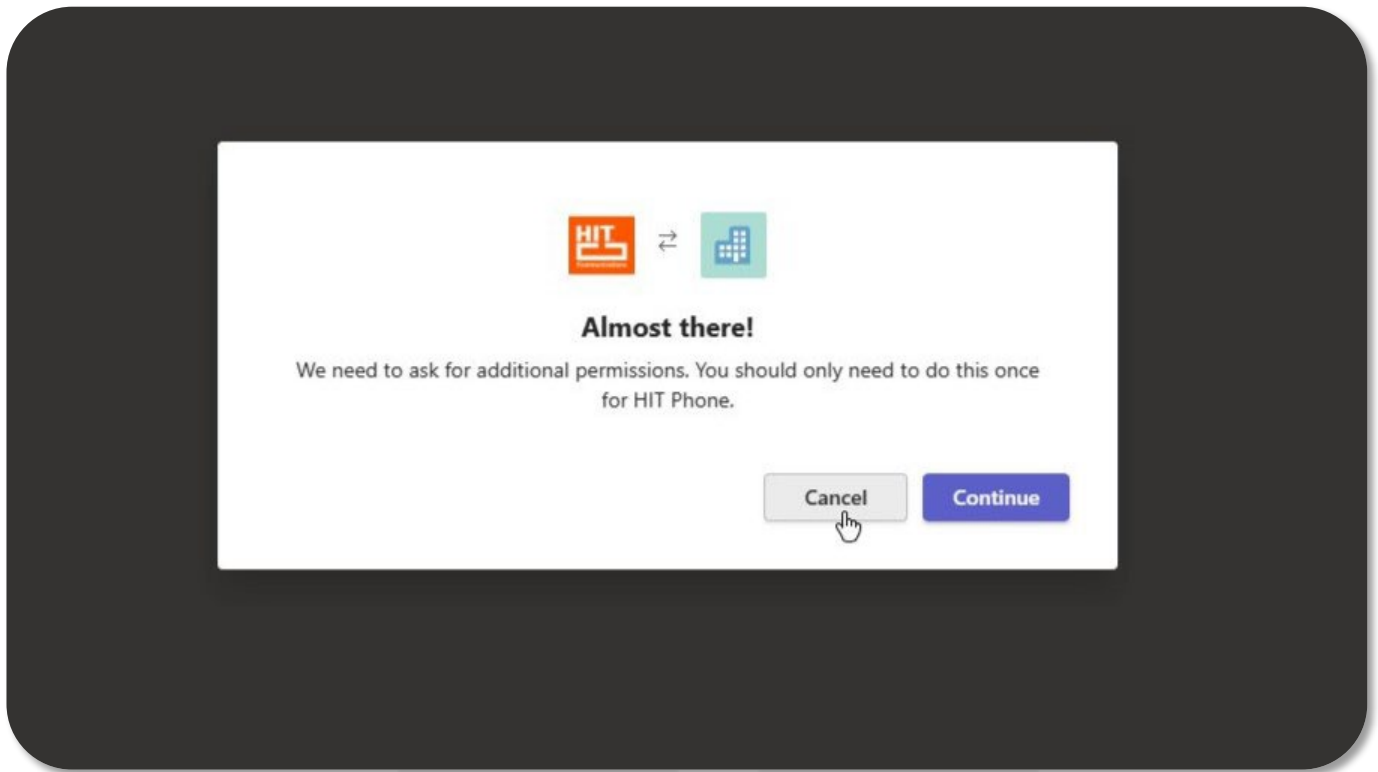 HIT
Almost there!
We need to ask for additional permissions. You should only need to do this once
for HIT Phone.
Cancel
Continue